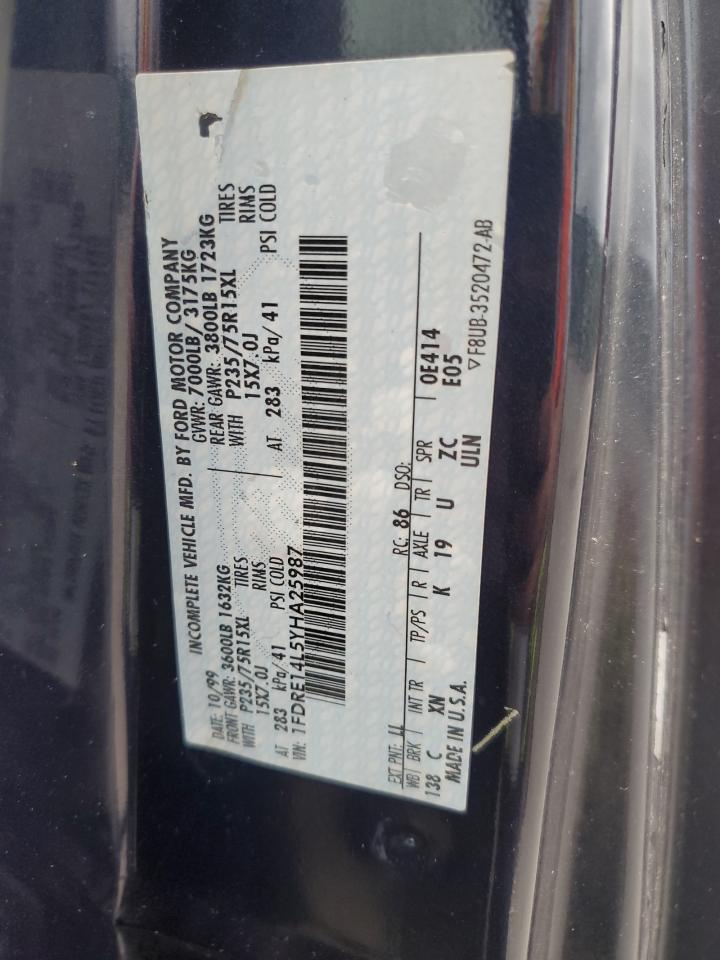 INCOMPLETE VEHICLE MFD. BY FORD MOTOR COMPANY
DATE: 10/99 GVWR: 7000LB/ 3175KG
FRONT GAWR: 3600LB 1632KG REAR GAWR: 3800LB 1723KG
WITH P235/75R15XL TIRES WITH P235/75R15XL TIRES
15X7.0J RIMS 15X7.0J RIMS
AT 283 kPa/ 41 PSI COLD AT 283 kPa/ 41 PSI COLD
VIN: 1FDRE14L5YHA25987
EXT PNT: LL RC: 86 DSO:
WB BRK INT TR TP/PS R AXLE TR SPR 0E414
138 C XN K 19 U ZC E05
MADE IN U.S.A. ULN ▽F8UB-3520472-AB